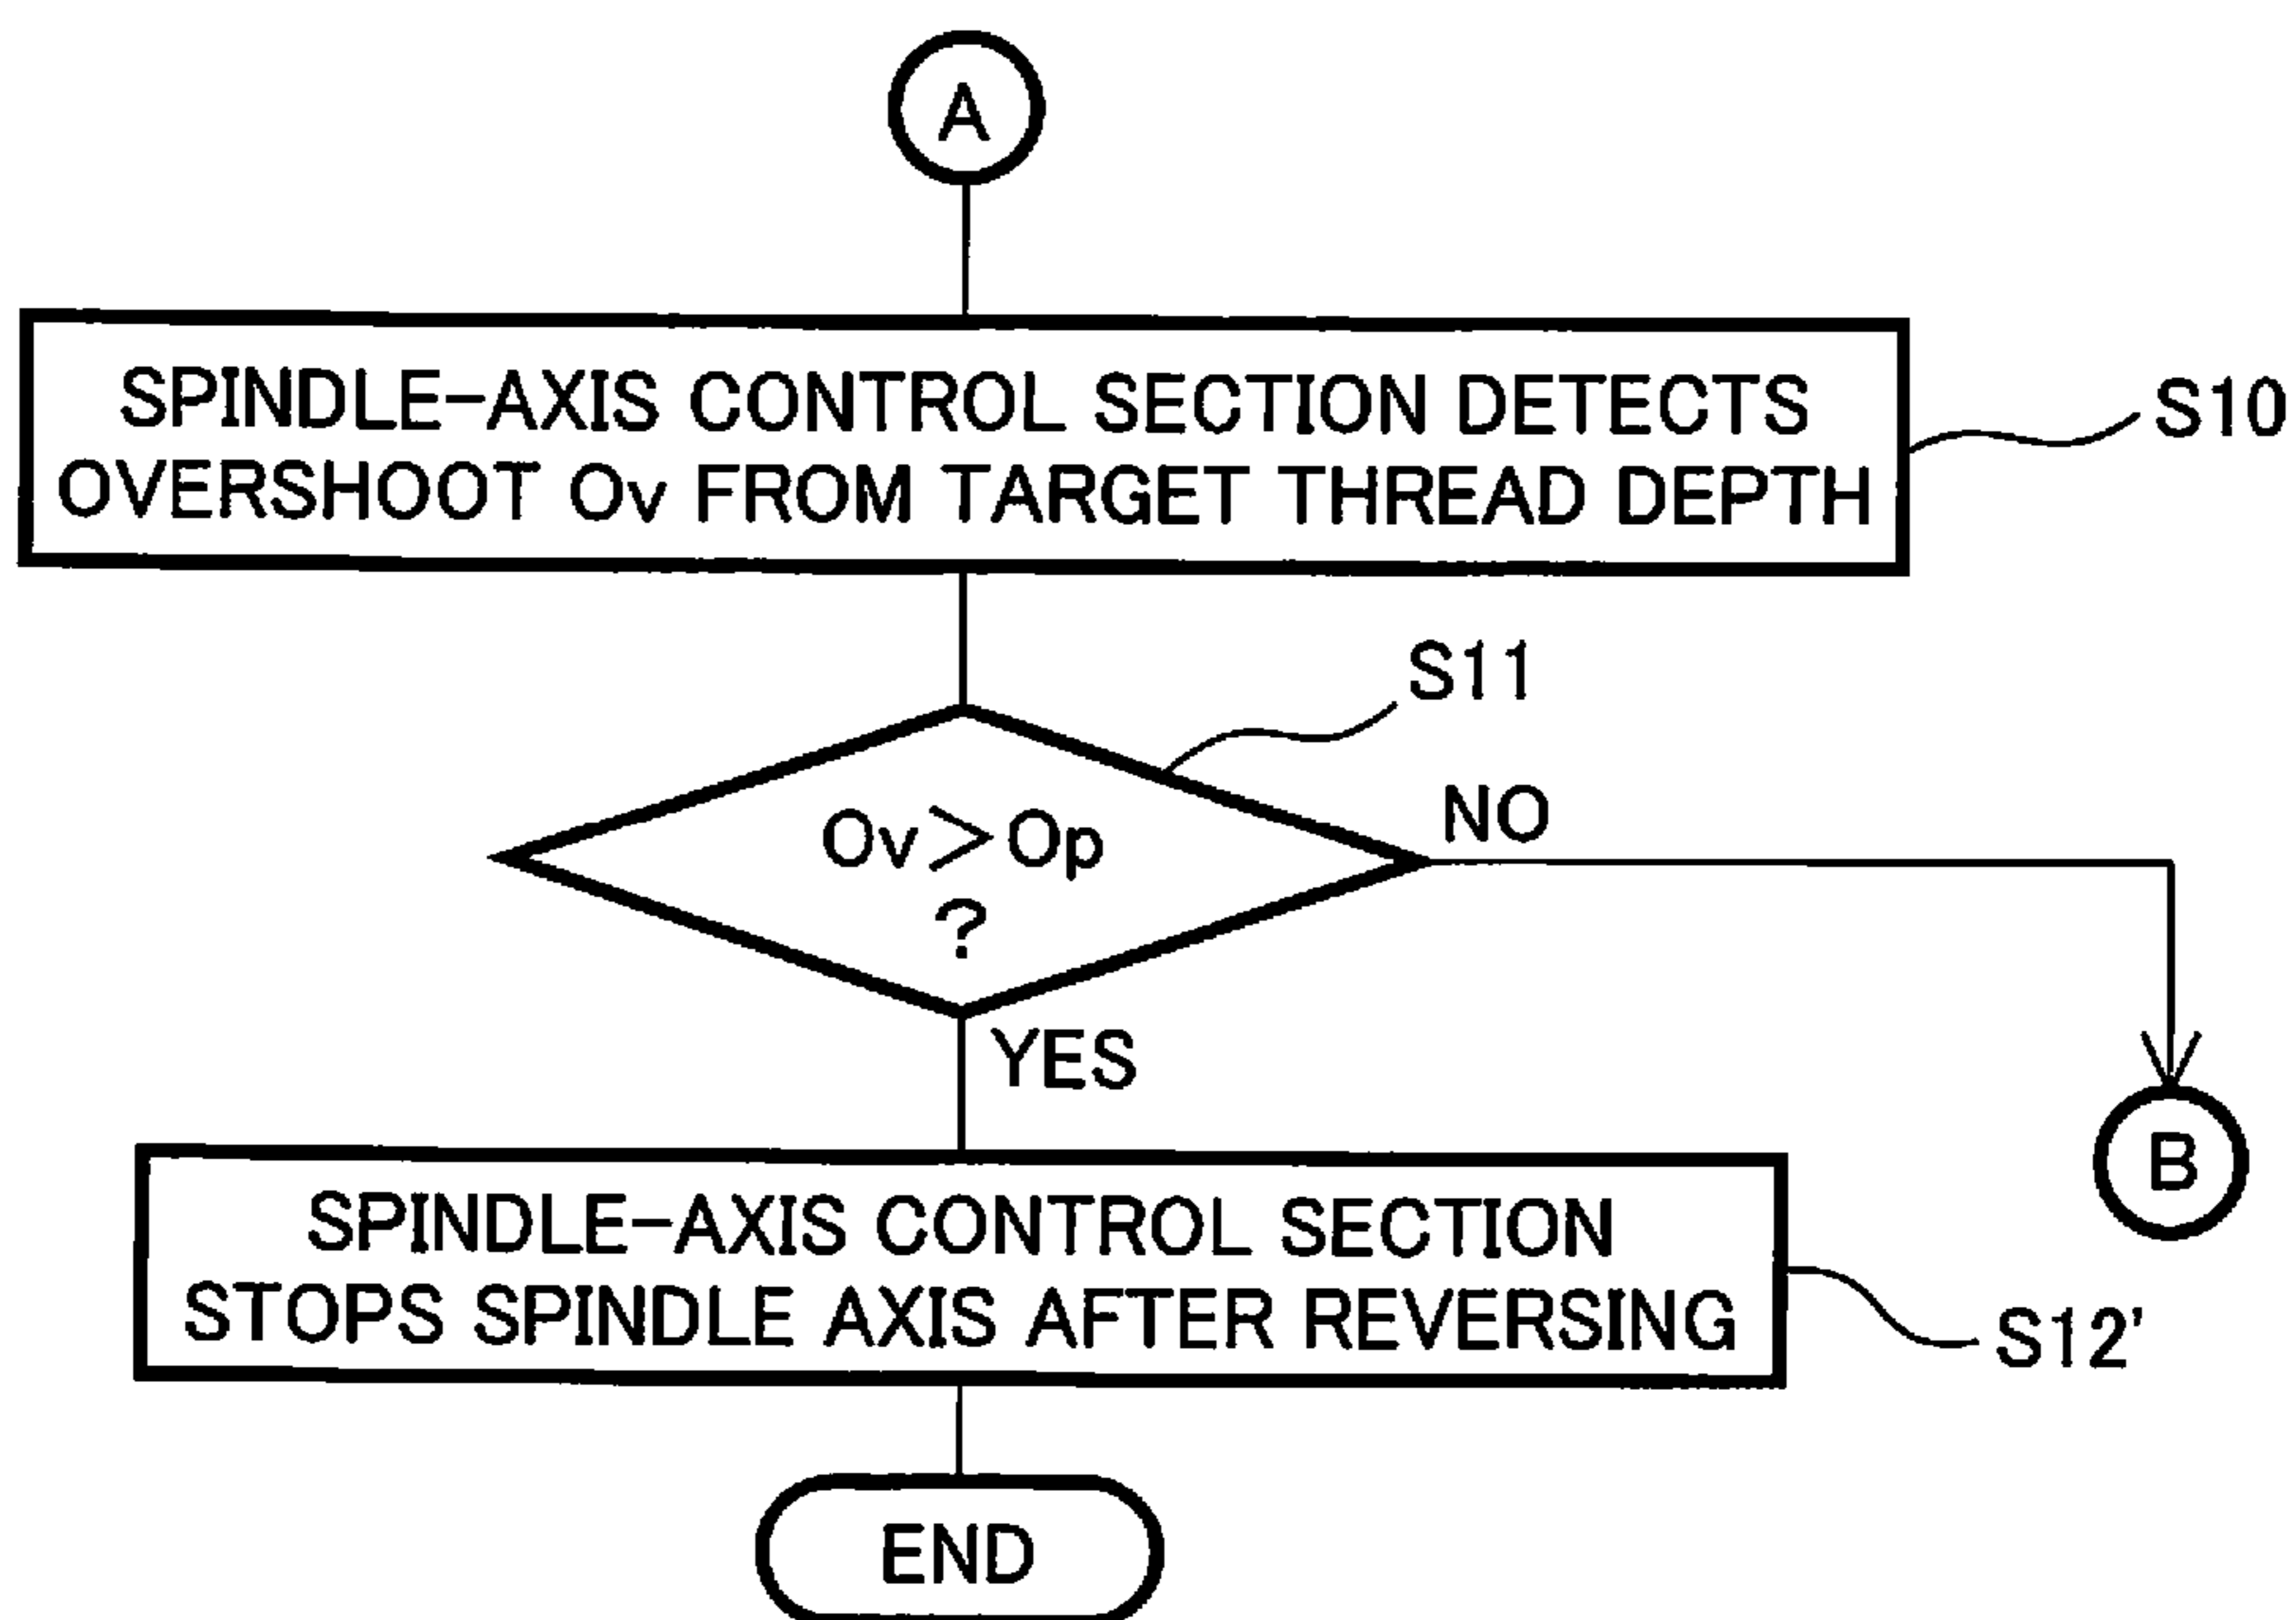 A
SPINDLE-AXIS CONTROL SECTION DETECTS
OVERSHOOT Ov FROM TARGET THREAD DEPTH
S10
S11
Ov>Op
?
NO
YES
B
SPINDLE-AXIS CONTROL SECTION
STOPS SPINDLE AXIS AFTER REVERSING
S12'
END